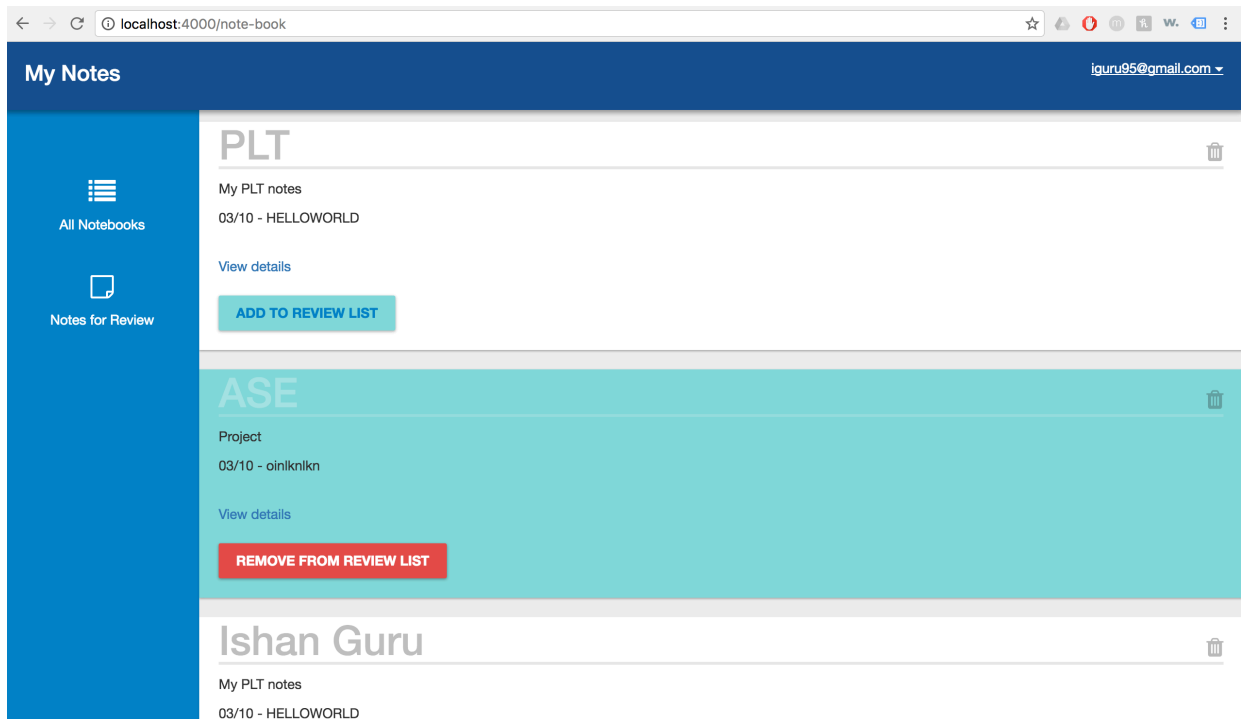 localhost:4000/note-book
w.
My Notes
iguru95@gmail.com
All Notebooks
Notes for Review
PLT
My PLT notes
03/10 - HELLOWORLD
View details
ADD TO REVIEW LIST
ASE
Project
03/10 - oinlknlkn
View details
REMOVE FROM REVIEW LIST
Ishan Guru
My PLT notes
03/10 - HELLOWORLD